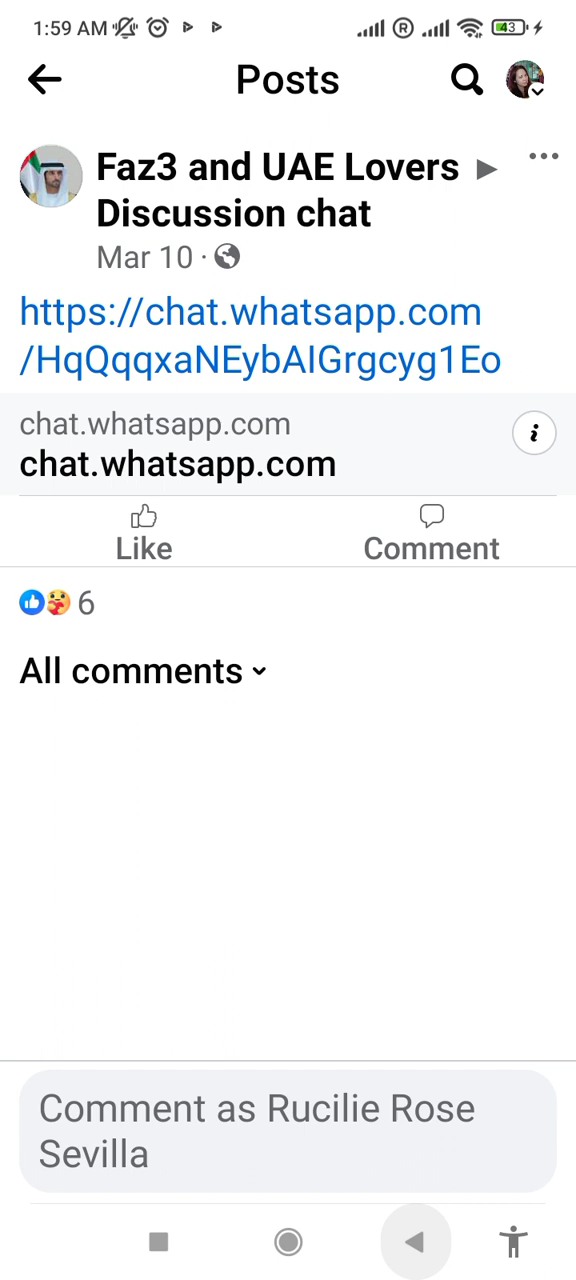 1:59 AM
R
43
Posts
Faz3 and UAE Lovers
Discussion chat
Mar 10 ·
https://chat.whatsapp.com
/HqQqqxaNEybAIGrgcyg1Eo
chat.whatsapp.com
i
chat.whatsapp.com
Like
Comment
6
All comments
Comment as Rucilie Rose
Sevilla